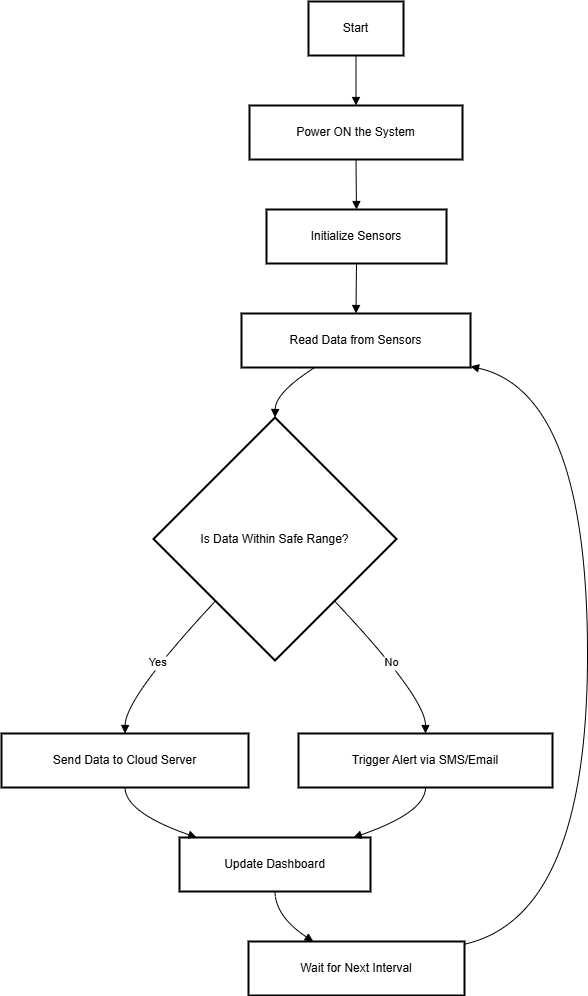 Start
Power ON the System
Initialize Sensors
Read Data from Sensors
Is Data Within Safe Range?
Yes
No
Send Data to Cloud Server
Trigger Alert via SMS/Email
Update Dashboard
Wait for Next Interval